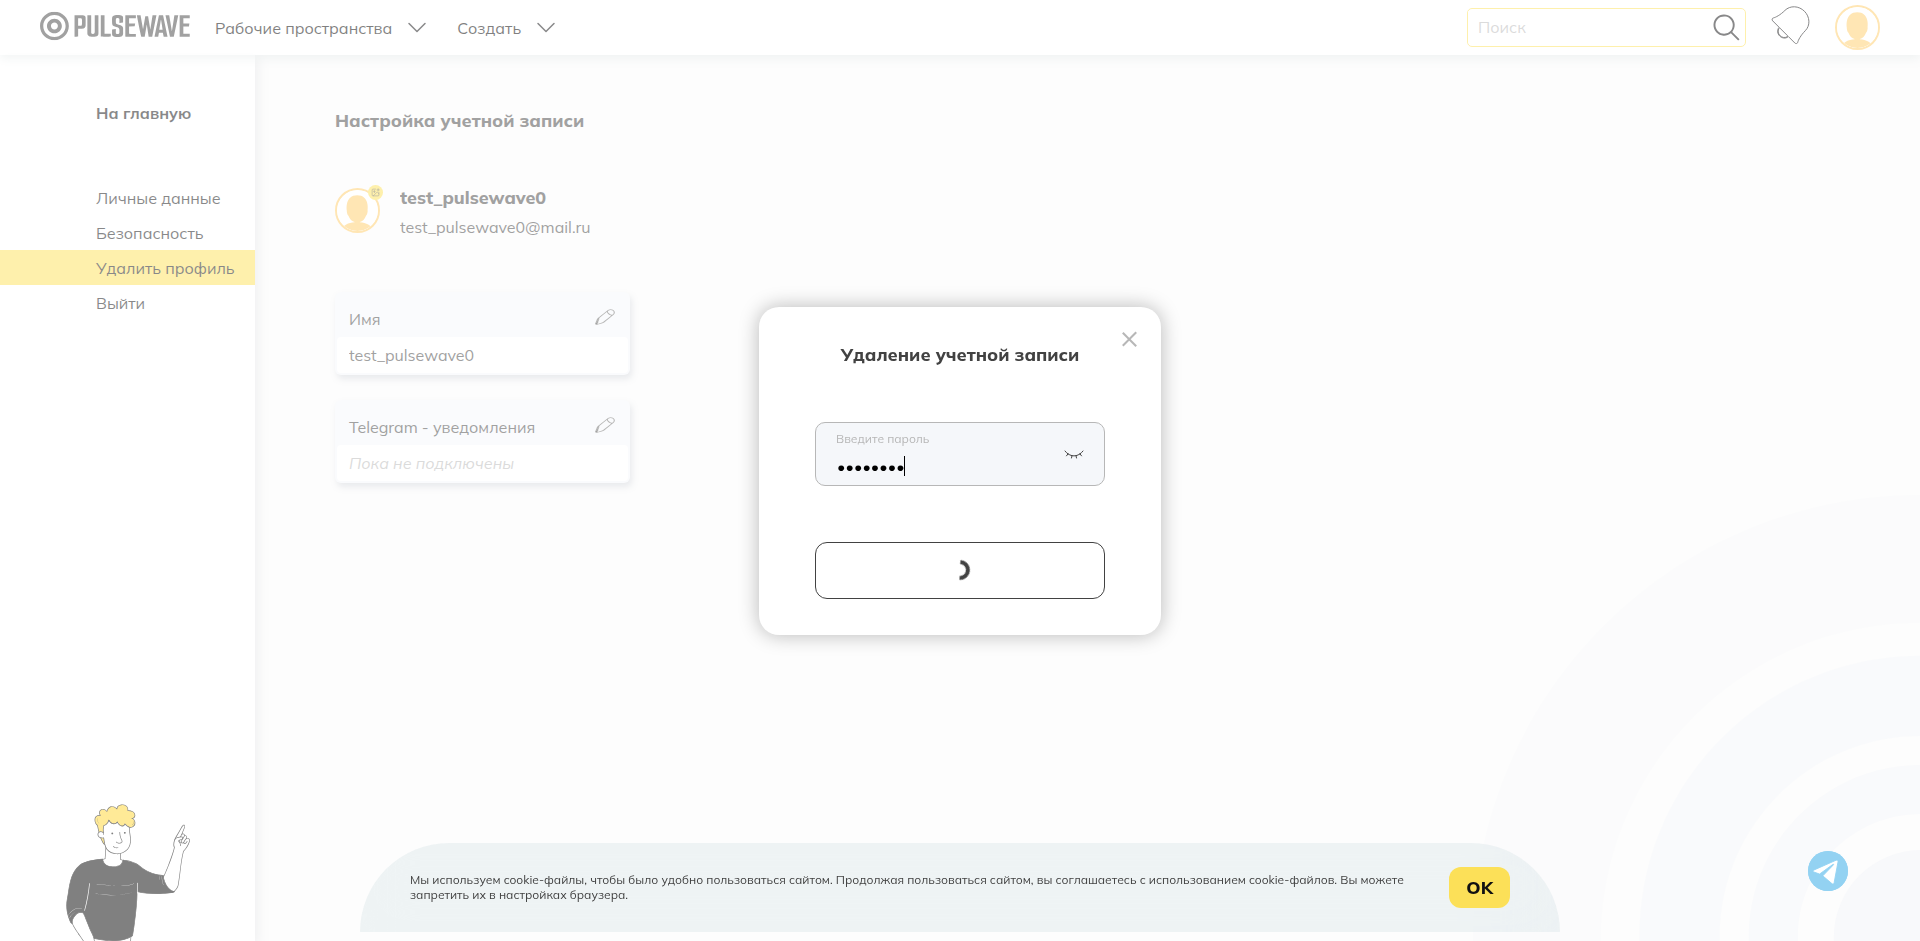 PULSEWAVE
Рабочие пространства
Создать
Поиск
На главную
Личные данные
Безопасность
Удалить профиль
Выйти
Настройка учетной записи
test_pulsewave0
test_pulsewave0@mail.ru
Имя
test_pulsewave0
Telegram - уведомления
Пока не подключены
Удаление учетной записи
Введите пароль
••••••••
Мы используем cookie-файлы, чтобы было удобно пользоваться сайтом. Продолжая пользоваться сайтом, вы соглашаетесь с использованием cookie-файлов. Вы можете
запретить их в настройках браузера.
OK